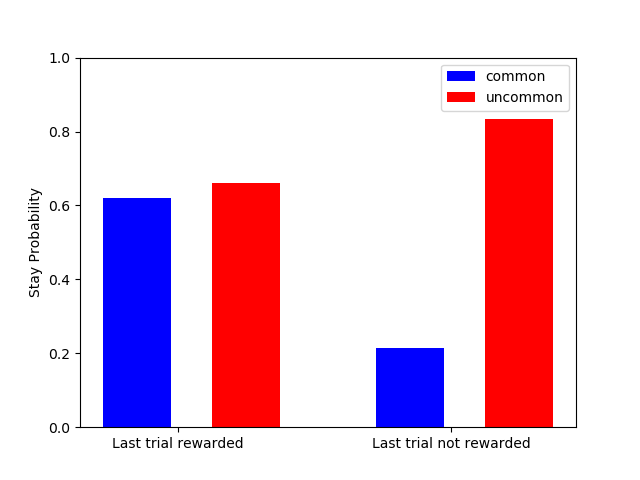 1.0
0.8
0.6
0.4
0.2
0.0
Stay Probability
common
uncommon
Last trial rewarded
Last trial not rewarded